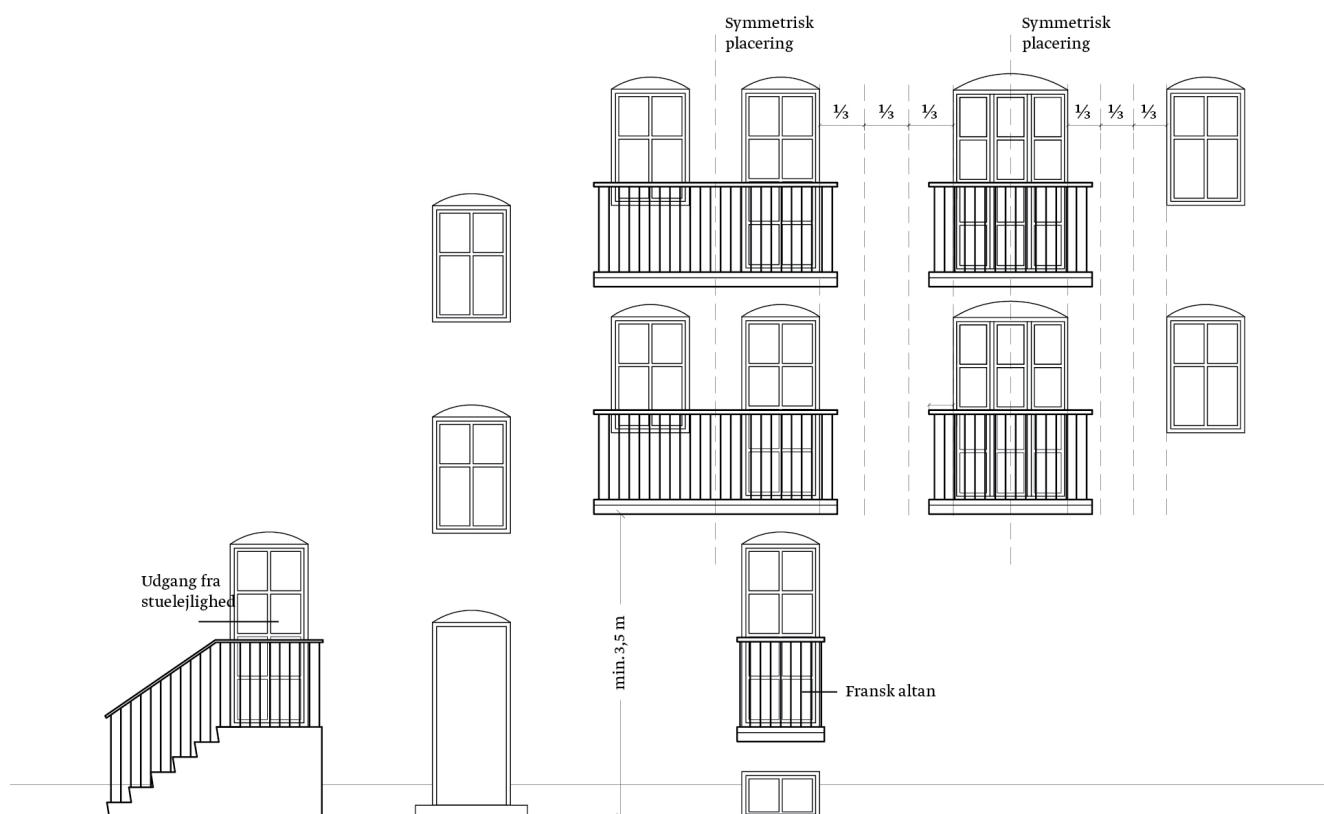 Symmetrisk
placering
Symmetrisk
placering
⅓ ⅓ ⅓ ⅓ ⅓ ⅓
Udgang fra
stuelejlighed
min. 3,5 m
Fransk altan